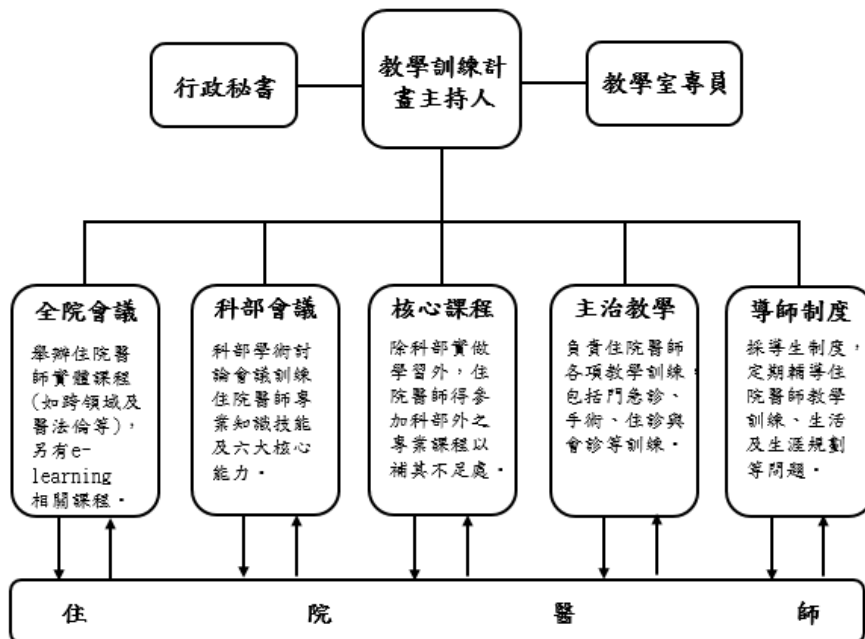 行政秘書
教學訓練計
畫主持人
教學室專員
全院會議
舉辦住院醫
師實體課程
(如跨領域及
醫法倫等)，
另有e-
learning
相關課程。
科部會議
科部學術討
論會議訓練
住院醫師專
業知識技能
及六大核心
能力。
核心課程
除科部實做
學習外，住
院醫師得參
加科部外之
專業課程以
補其不足處。
主治教學
負責住院醫師
各項教學訓練，
包括門急診、
手術、住診與
會診等訓練。
導師制度
採導生制度，
定期輔導住
院醫師教學
訓練、生活
及生涯規劃
等問題。
住 院 醫 師